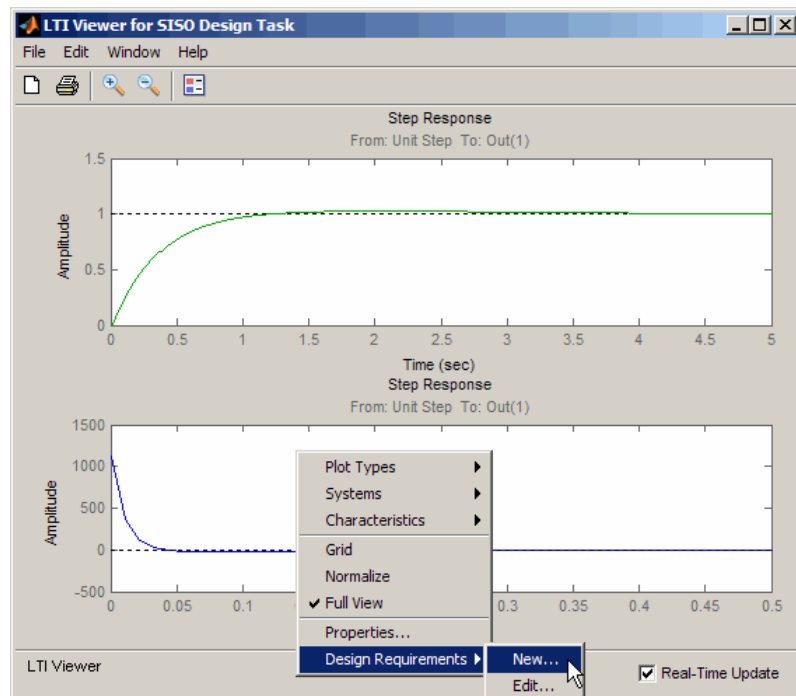 LTI Viewer for SISO Design Task
File Edit Window Help
Step Response
From: Unit Step To: Out(1)
1.5
1
0.5
0
Amplitude
0 0.5 1 1.5 2 2.5 3 3.5 4 4.5 5
Time (sec)
Step Response
From: Unit Step To: Out(1)
1500
1000
500
0
-500
Amplitude
0 0.05 0.1 0.3 0.35 0.4 0.45 0.5
Plot Types
Systems
Characteristics
Grid
Normalize
Full View
Properties...
Design Requirements
New...
Edit...
LTI Viewer
Real-Time Update